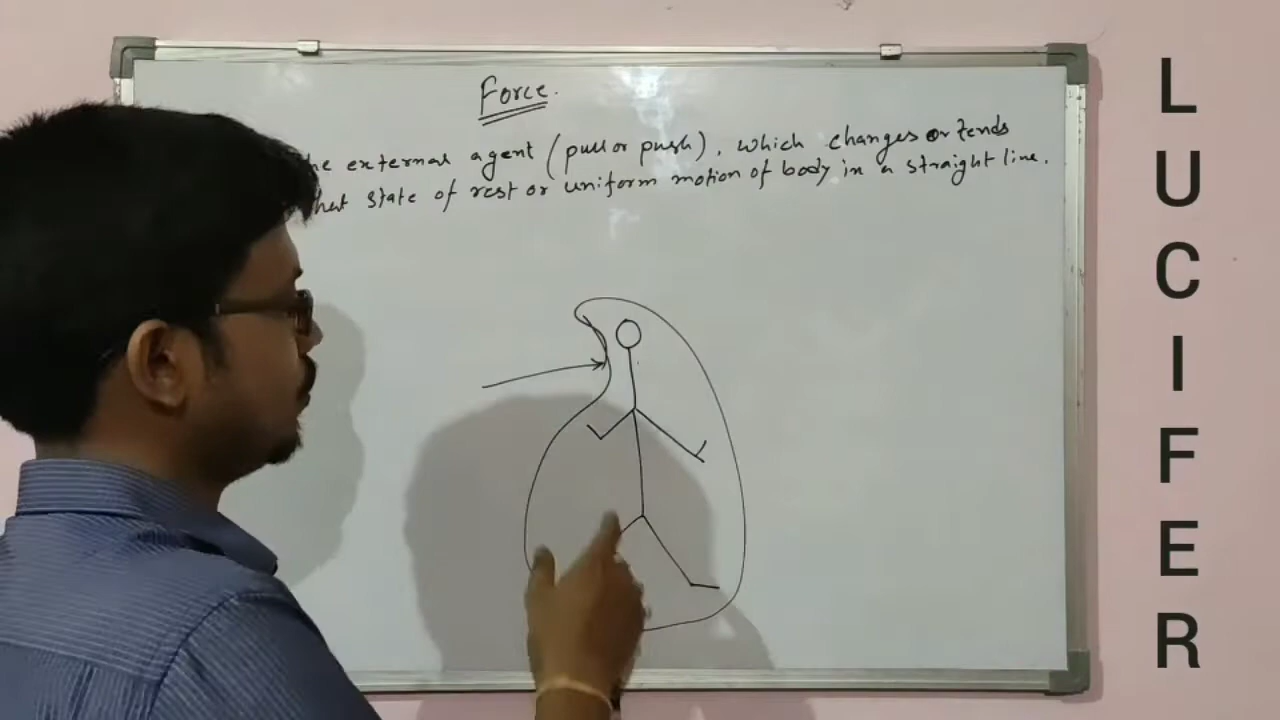 Force.
he external agent (pull or push), which changes or tends
that state of rest or uniform motion of body in a straight line.
LUCIFER